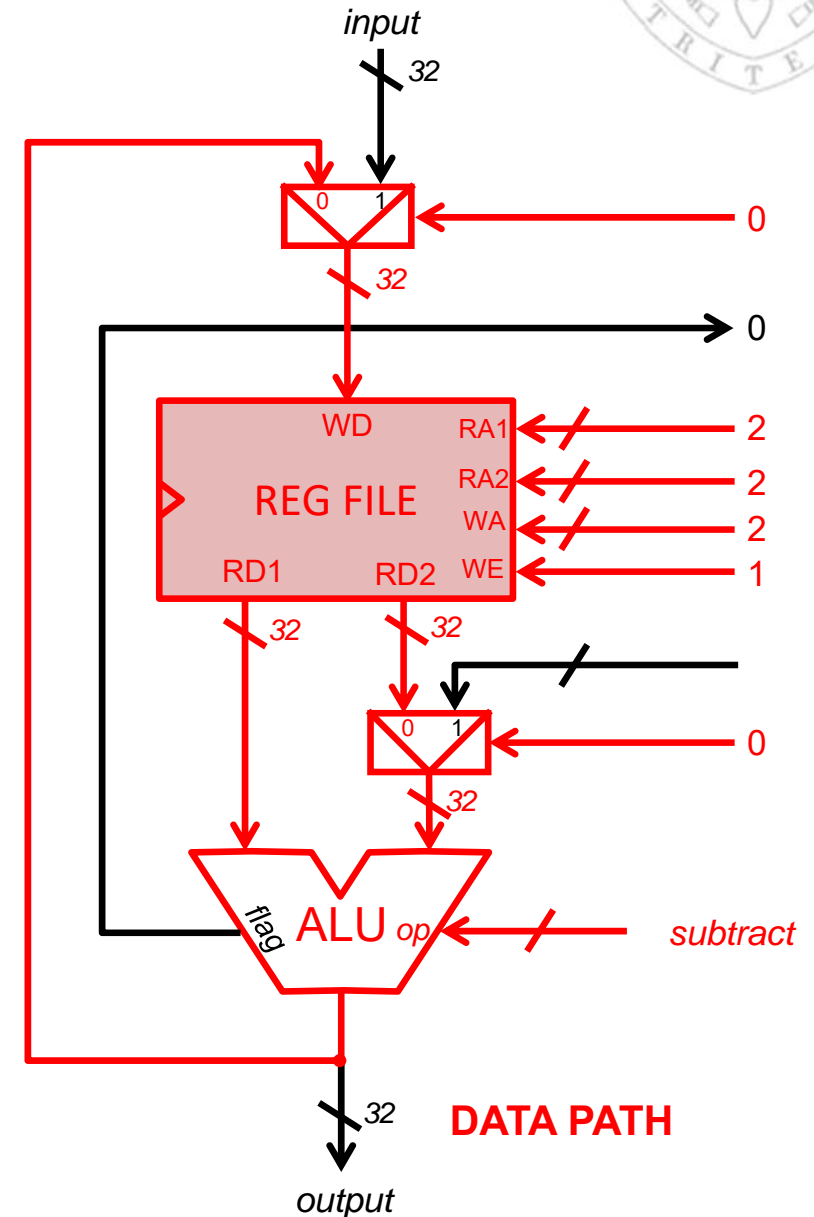 input
32
T R I T E
0 1
0
32
0
WD
RA1
2
RA2
2
REG FILE
WA
2
RD1
RD2
WE
1
32
32
0 1
0
32
flag
ALU
op
subtract
32
DATA PATH
output